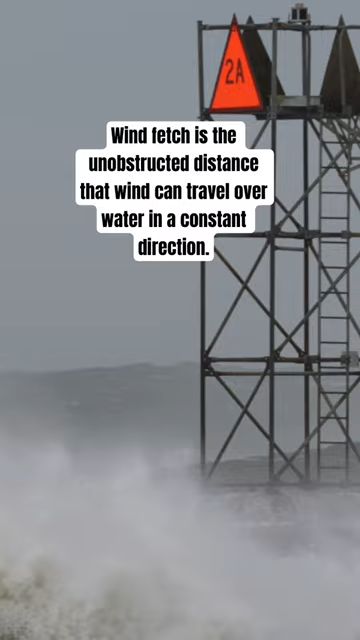 2A
Wind fetch is the
unobstructed distance
that wind can travel over
water in a constant
direction.